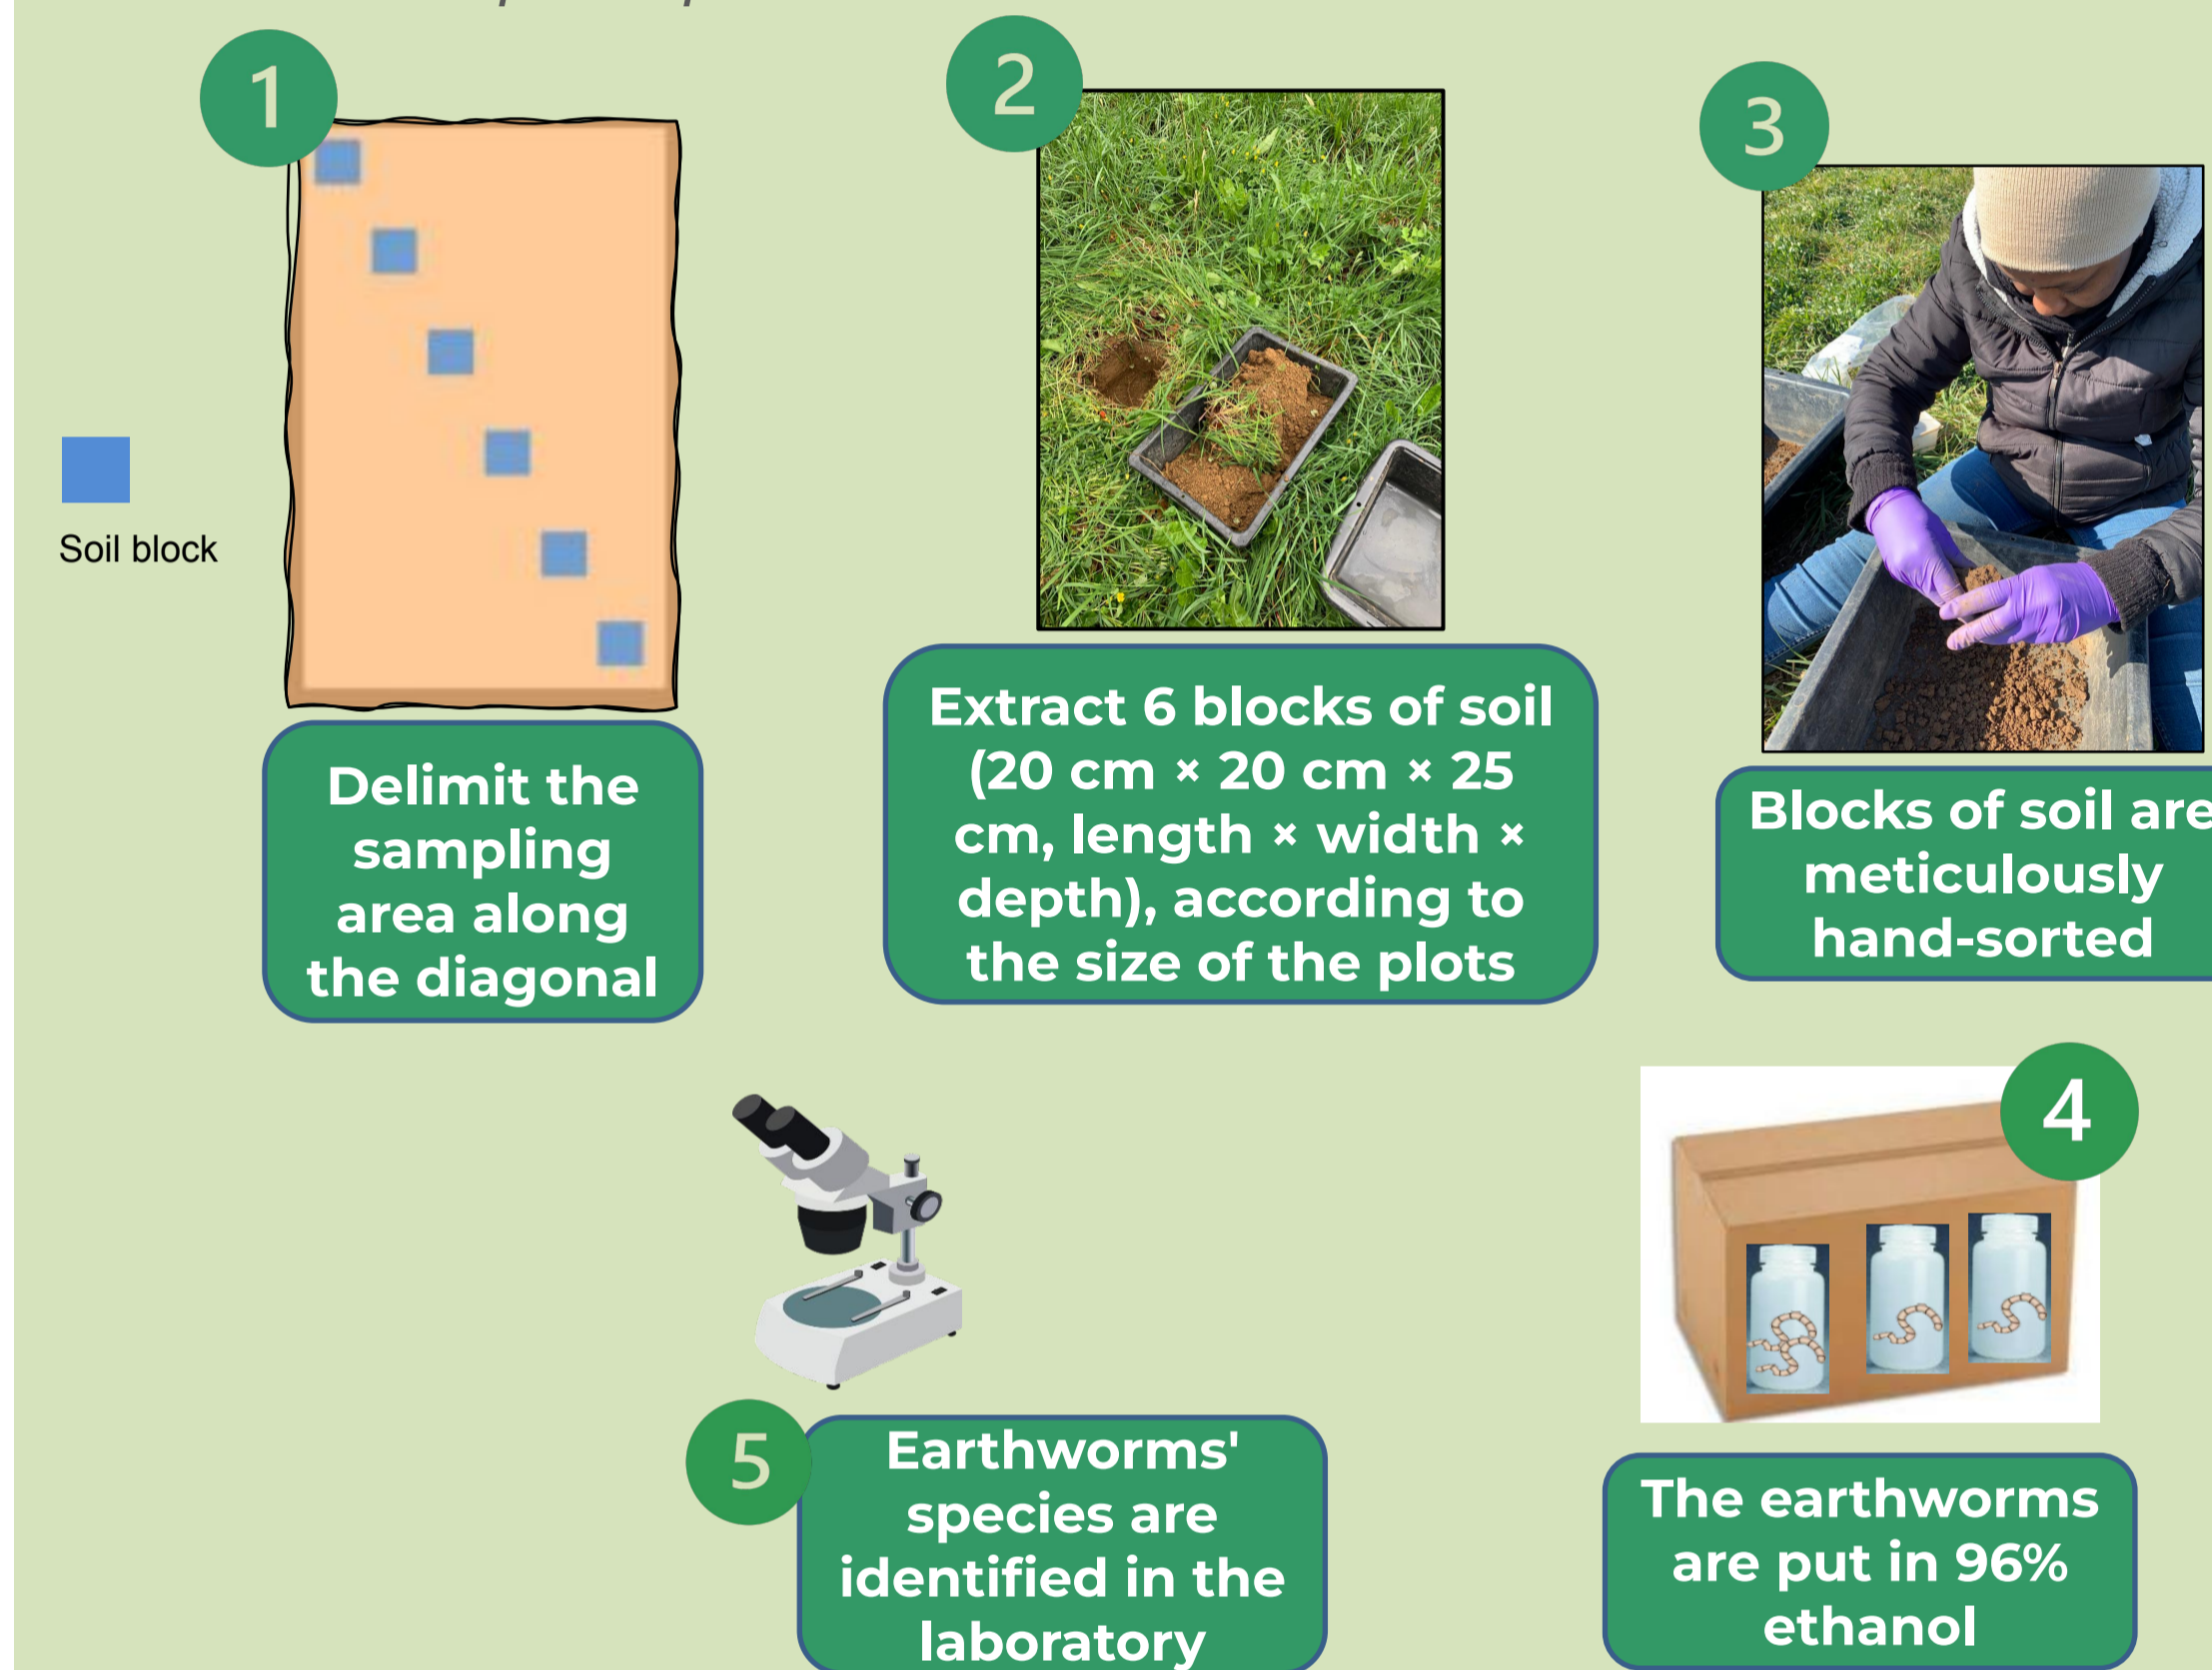 1
Soil block
Delimit the
sampling
area along
the diagonal
2
Extract 6 blocks of soil
(20 cm × 20 cm × 25
cm, length × width ×
depth), according to
the size of the plots
3
Blocks of soil are
meticulously
hand-sorted
4
The earthworms
are put in 96%
ethanol
5
Earthworms'
species are
identified in the
laboratory